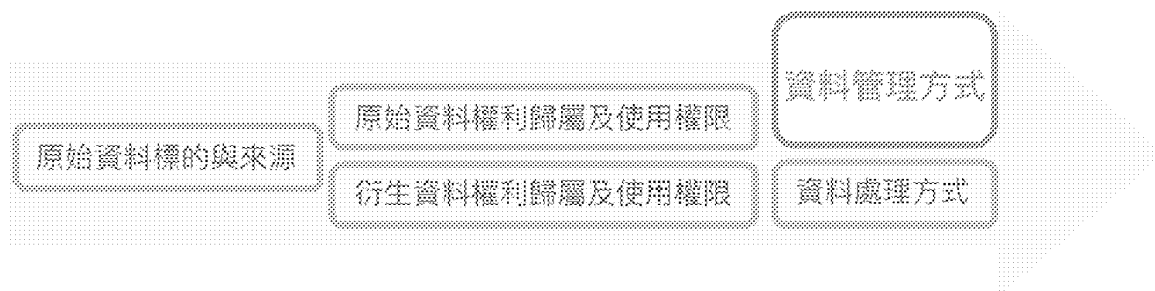 原始資料標的與來源
原始資料權利歸屬及使用權限
衍生資料權利歸屬及使用權限
資料管理方式
資料處理方式